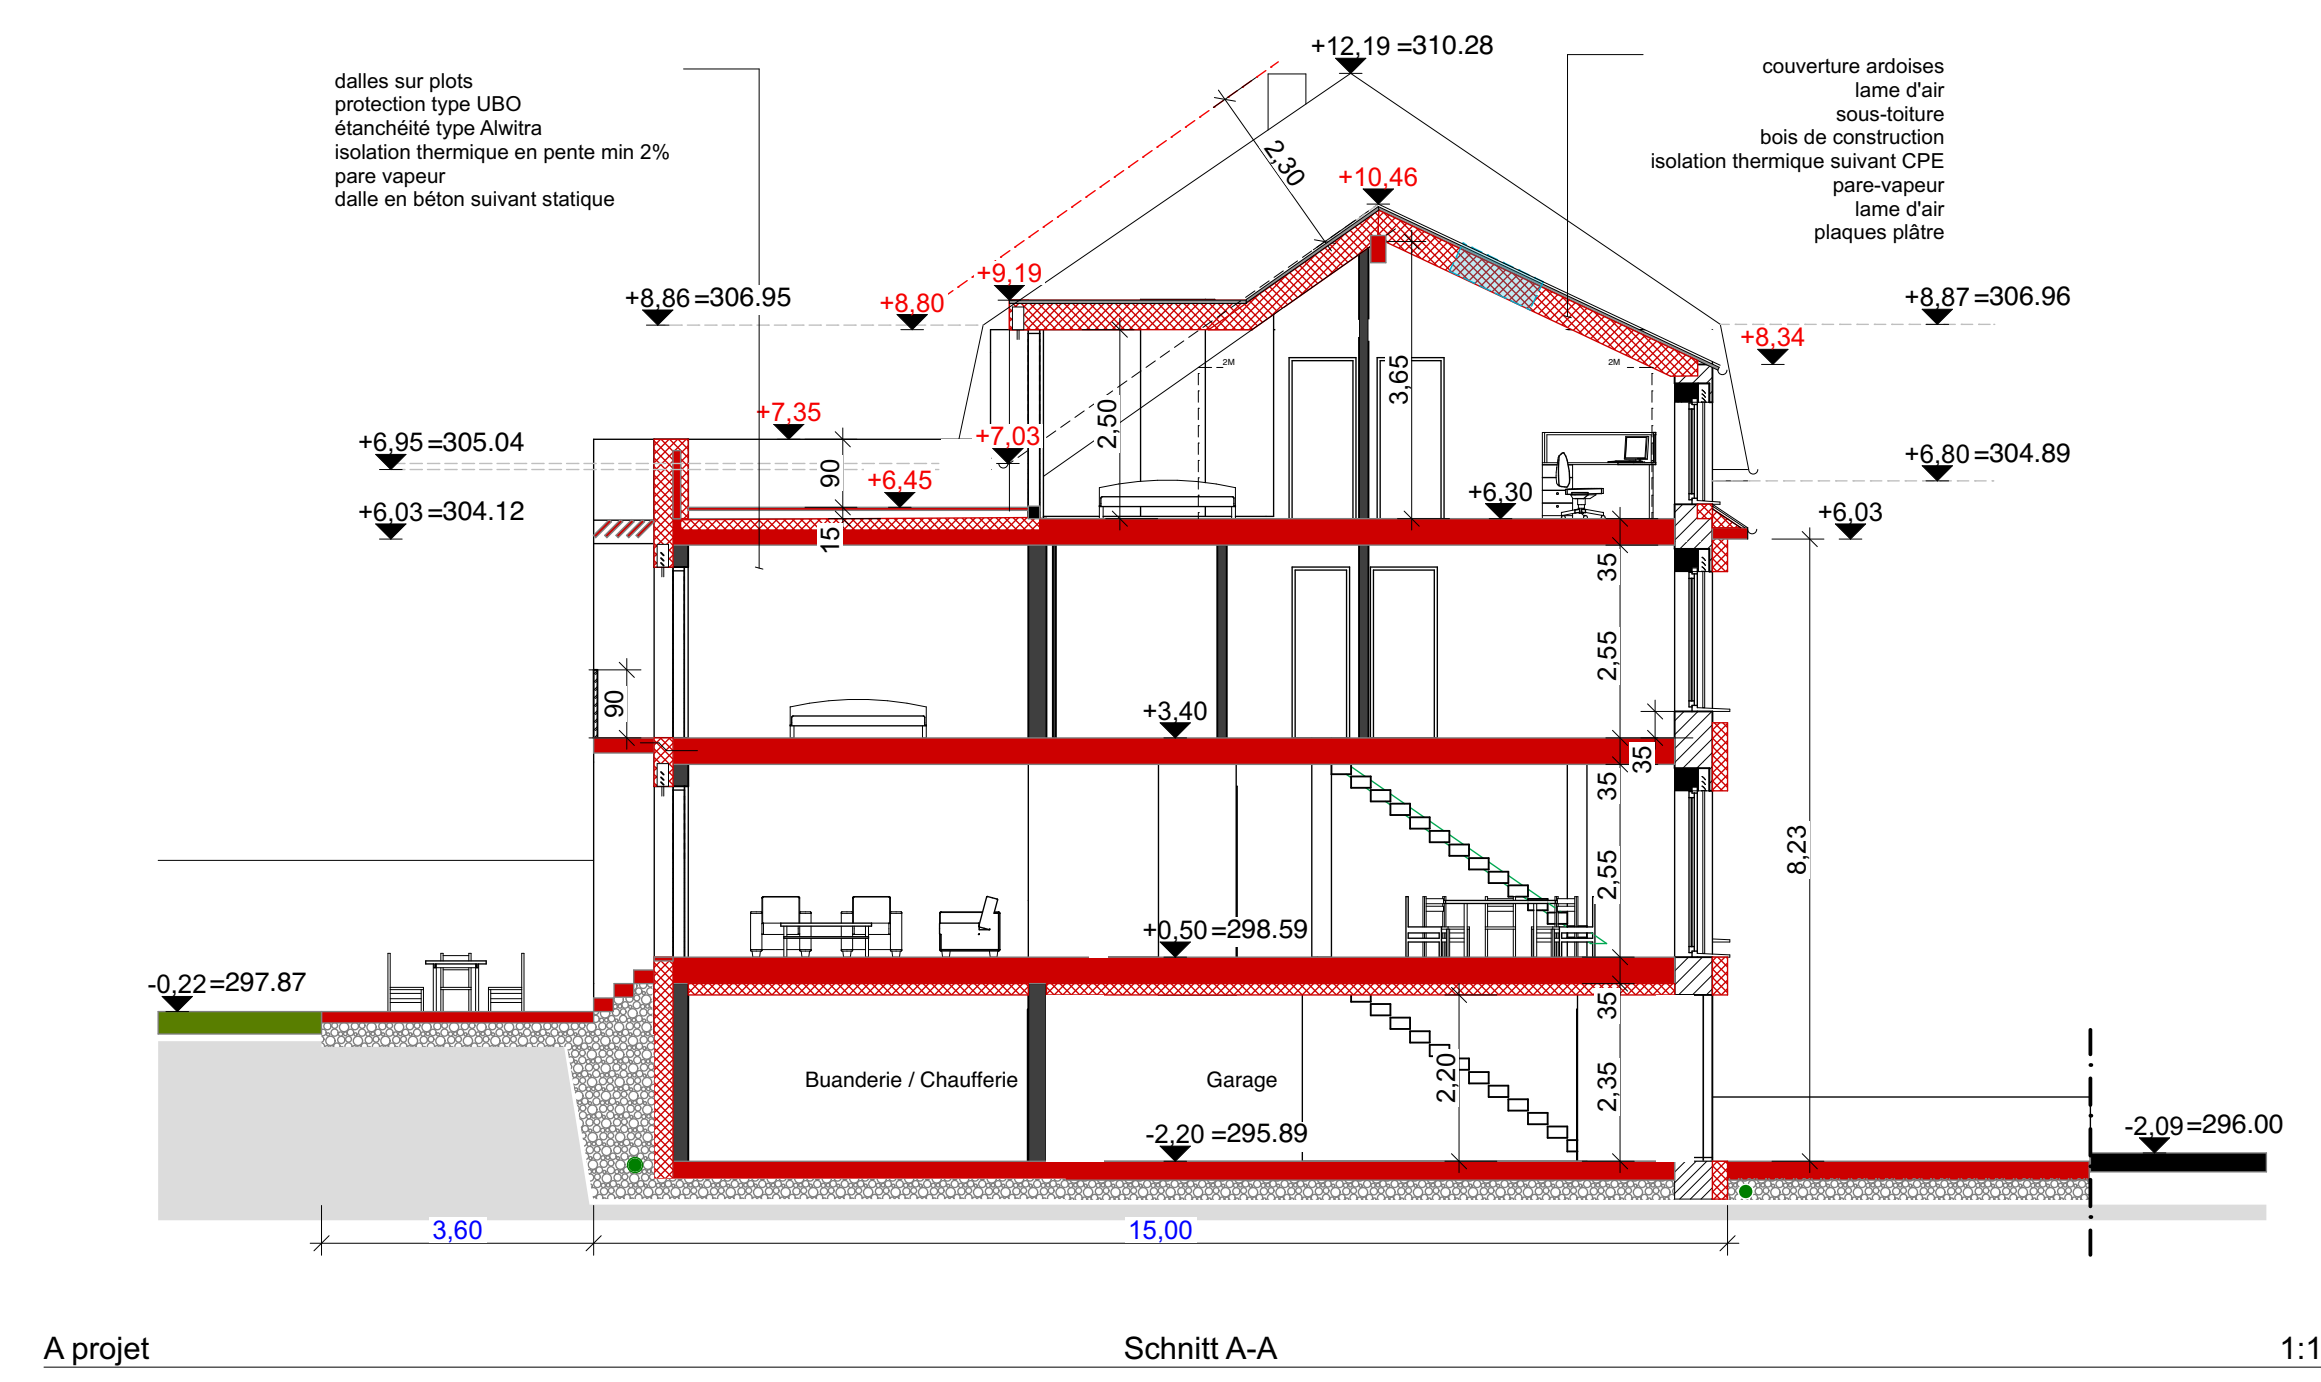 +12,19 =310.28
dalles sur plots
protection type UBO
étanchéité type Alwitra
isolation thermique en pente min 2%
pare vapeur
dalle en béton suivant statique
couverture ardoises
lame d'air
sous-toiture
bois de construction
isolation thermique suivant CPE
pare-vapeur
lame d'air
plaques plâtre
2,30
+10,46
+9,19
+8,80
+8,86 =306.95
+8,87 =306.96
+8,34
2M
2M
3,65
2,50
+7,35
+7,03
+6,95 =305.04
90
+6,45
+6,30
+6,80 =304.89
+6,03 =304.12
+6,03
15
35
2,55
90
+3,40
35
35
2,55
8,23
+0,50 =298.59
-0,22 =297.87
35
Buanderie / Chaufferie
Garage
2,20
2,35
-2,20 =295.89
-2,09 =296.00
3,60
15,00
A projet
Schnitt A-A
1:1